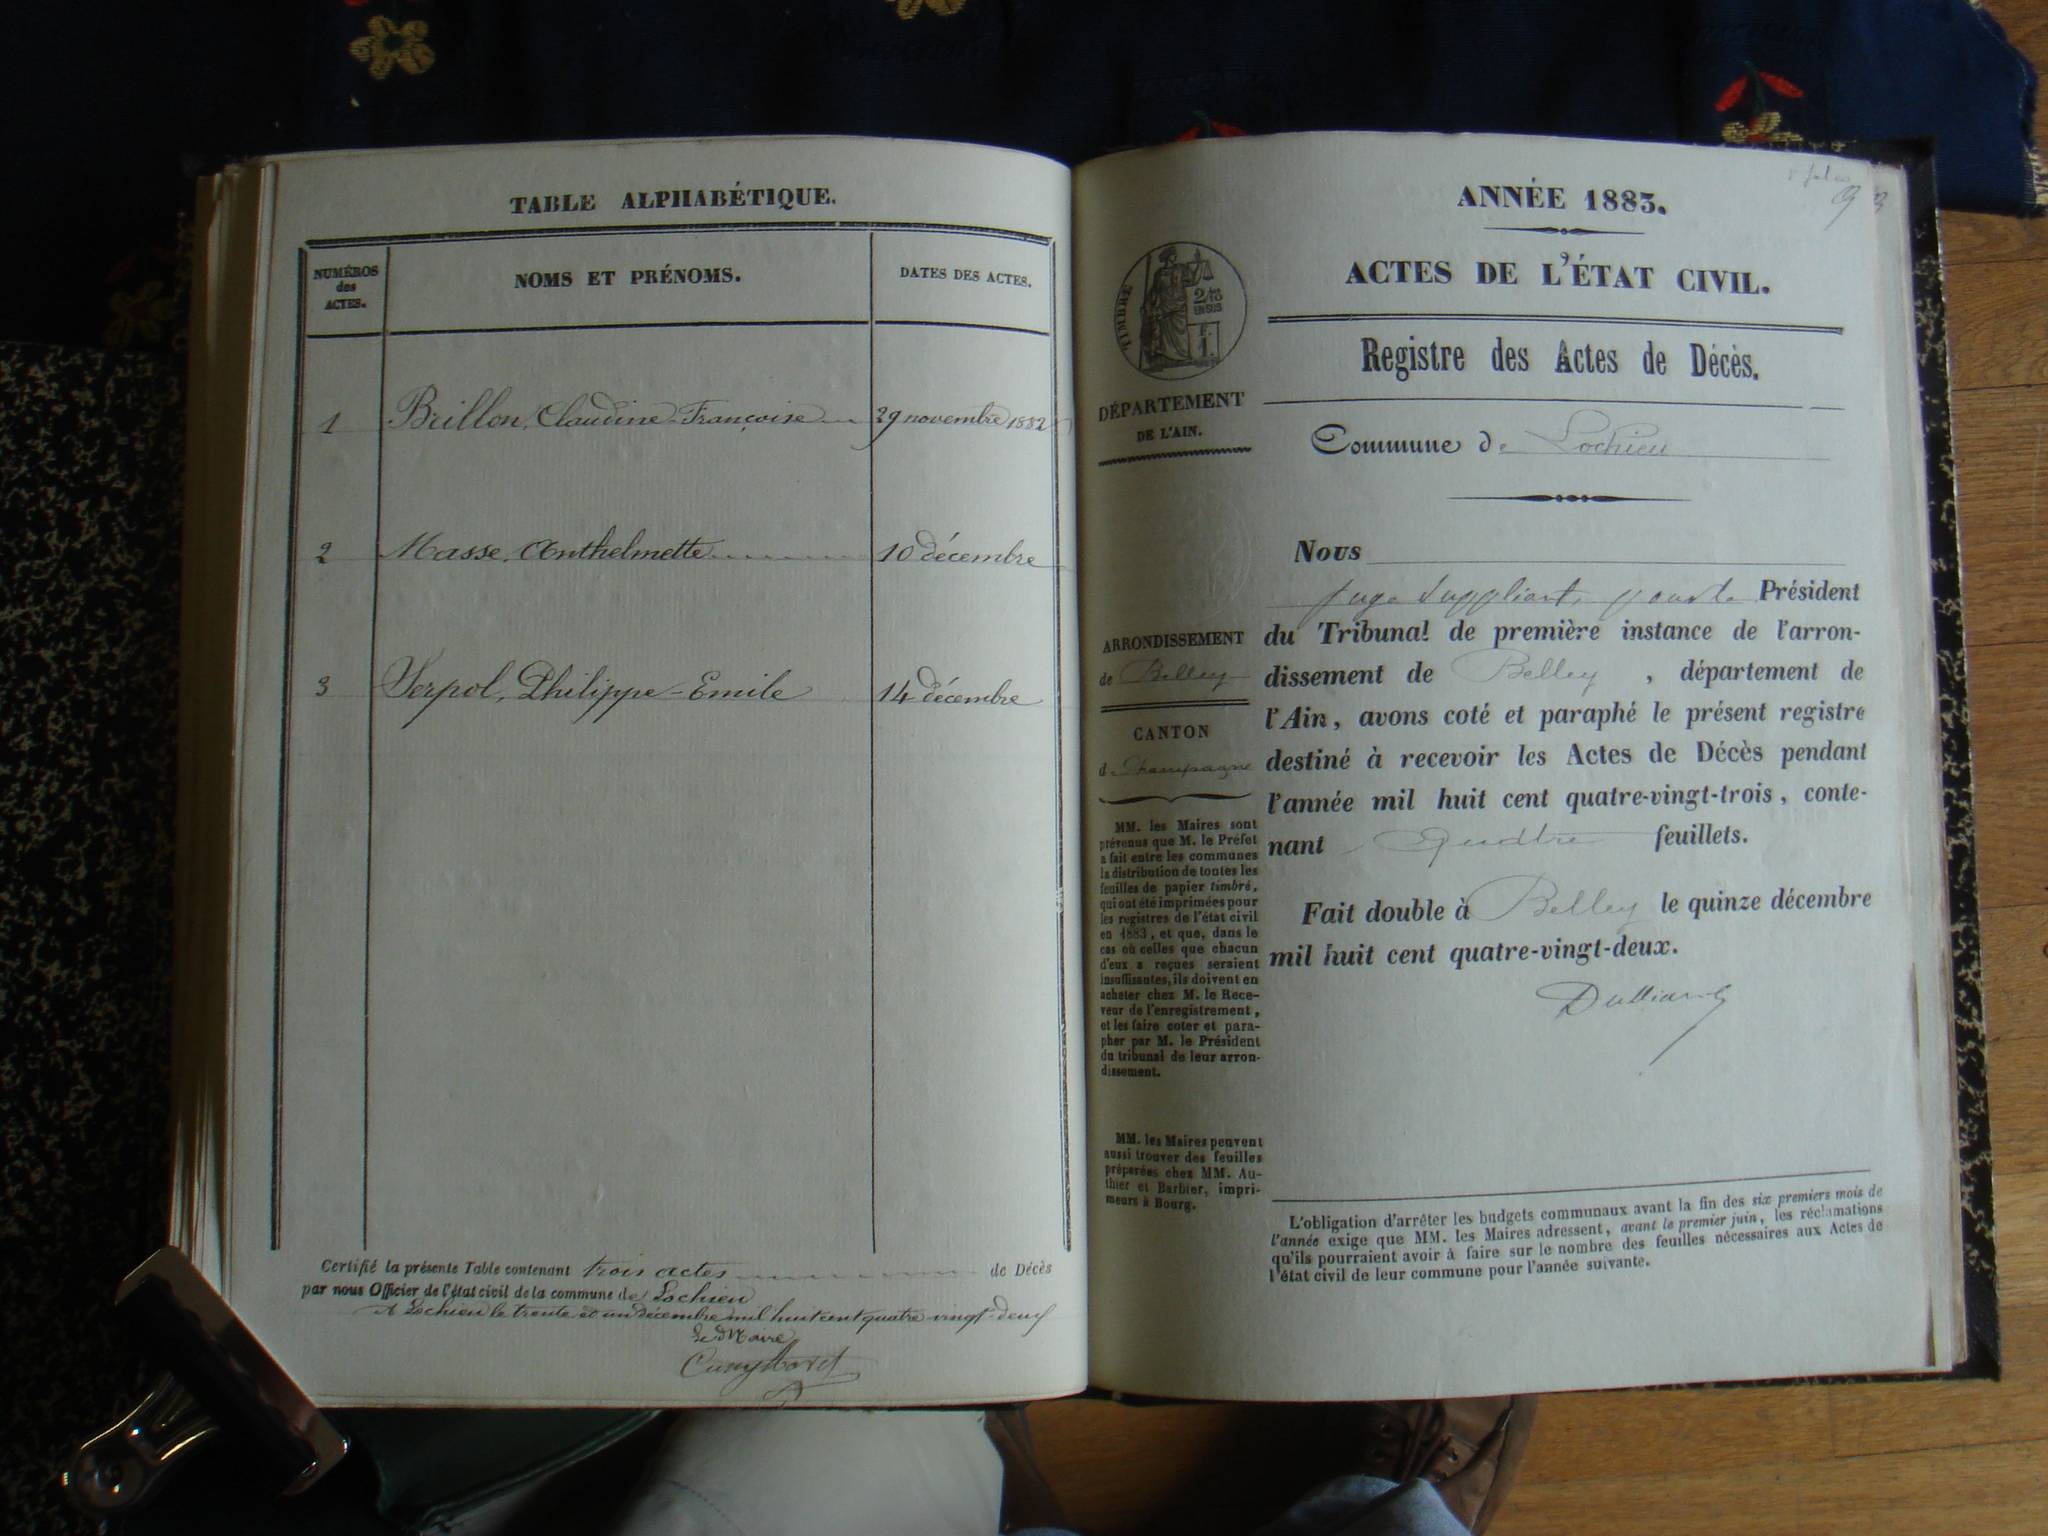 TABLE ALPHABÉTIQUE.
NUMÉROS
des
ACTES.
NOMS ET PRÉNOMS.
DATES DES ACTES.
1 Brillon, Claudine-Françoise 29 novembre 1882
2 Masse, Anthelmette 10 décembre
3 Serpol, Philippe-Emile 14 décembre
Certifié la présente Table contenant trois actes de Décès
par nous Officier de l'état civil de la commune de Lochieu
A Lochieu le trente et un décembre mil huit cent quatre-vingt-deux
Le Maire
ANNÉE 1883.
ACTES DE L'ÉTAT CIVIL.
TIMBRE
2/10
EN SUS
Registre des Actes de Décès.
DÉPARTEMENT
DE L'AIN.
Commune de Lochieu
Nous
juge suppléant, pour le Président
du Tribunal de première instance de l'arron-
dissement de Belley, département de
l'Ain, avons coté et paraphé le présent registre
destiné à recevoir les Actes de Décès pendant
l'année mil huit cent quatre-vingt-trois, conte-
nant Quatre feuillets.
Fait double à Belley le quinze décembre
mil huit cent quatre-vingt-deux.
ARRONDISSEMENT
de Belley
CANTON
de Champagne
MM. les Maires sont
prévenus que M. le Préfet
a fait entre les communes
la distribution de toutes les
feuilles de papier timbré,
qui ont été imprimées pour
les registres de l'état civil
en 1883, et que, dans le
cas où celles que chacun
d'eux a reçues seraient
insuffisantes, ils doivent en
acheter chez M. le Rece-
veur de l'enregistrement,
et les faire coter et para-
pher par M. le Président
du tribunal de leur arron-
dissement.
MM. les Maires peuvent
aussi trouver des feuilles
préparées chez MM. Au-
thier et Barbier, impri-
meurs à Bourg.
L'obligation d'arrêter les budgets communaux avant la fin des six premiers mois de
l'année exige que MM. les Maires adressent, avant le premier juin, les réclamations
qu'ils pourraient avoir à faire sur le nombre des feuilles nécessaires aux Actes de
l'état civil de leur commune pour l'année suivante.